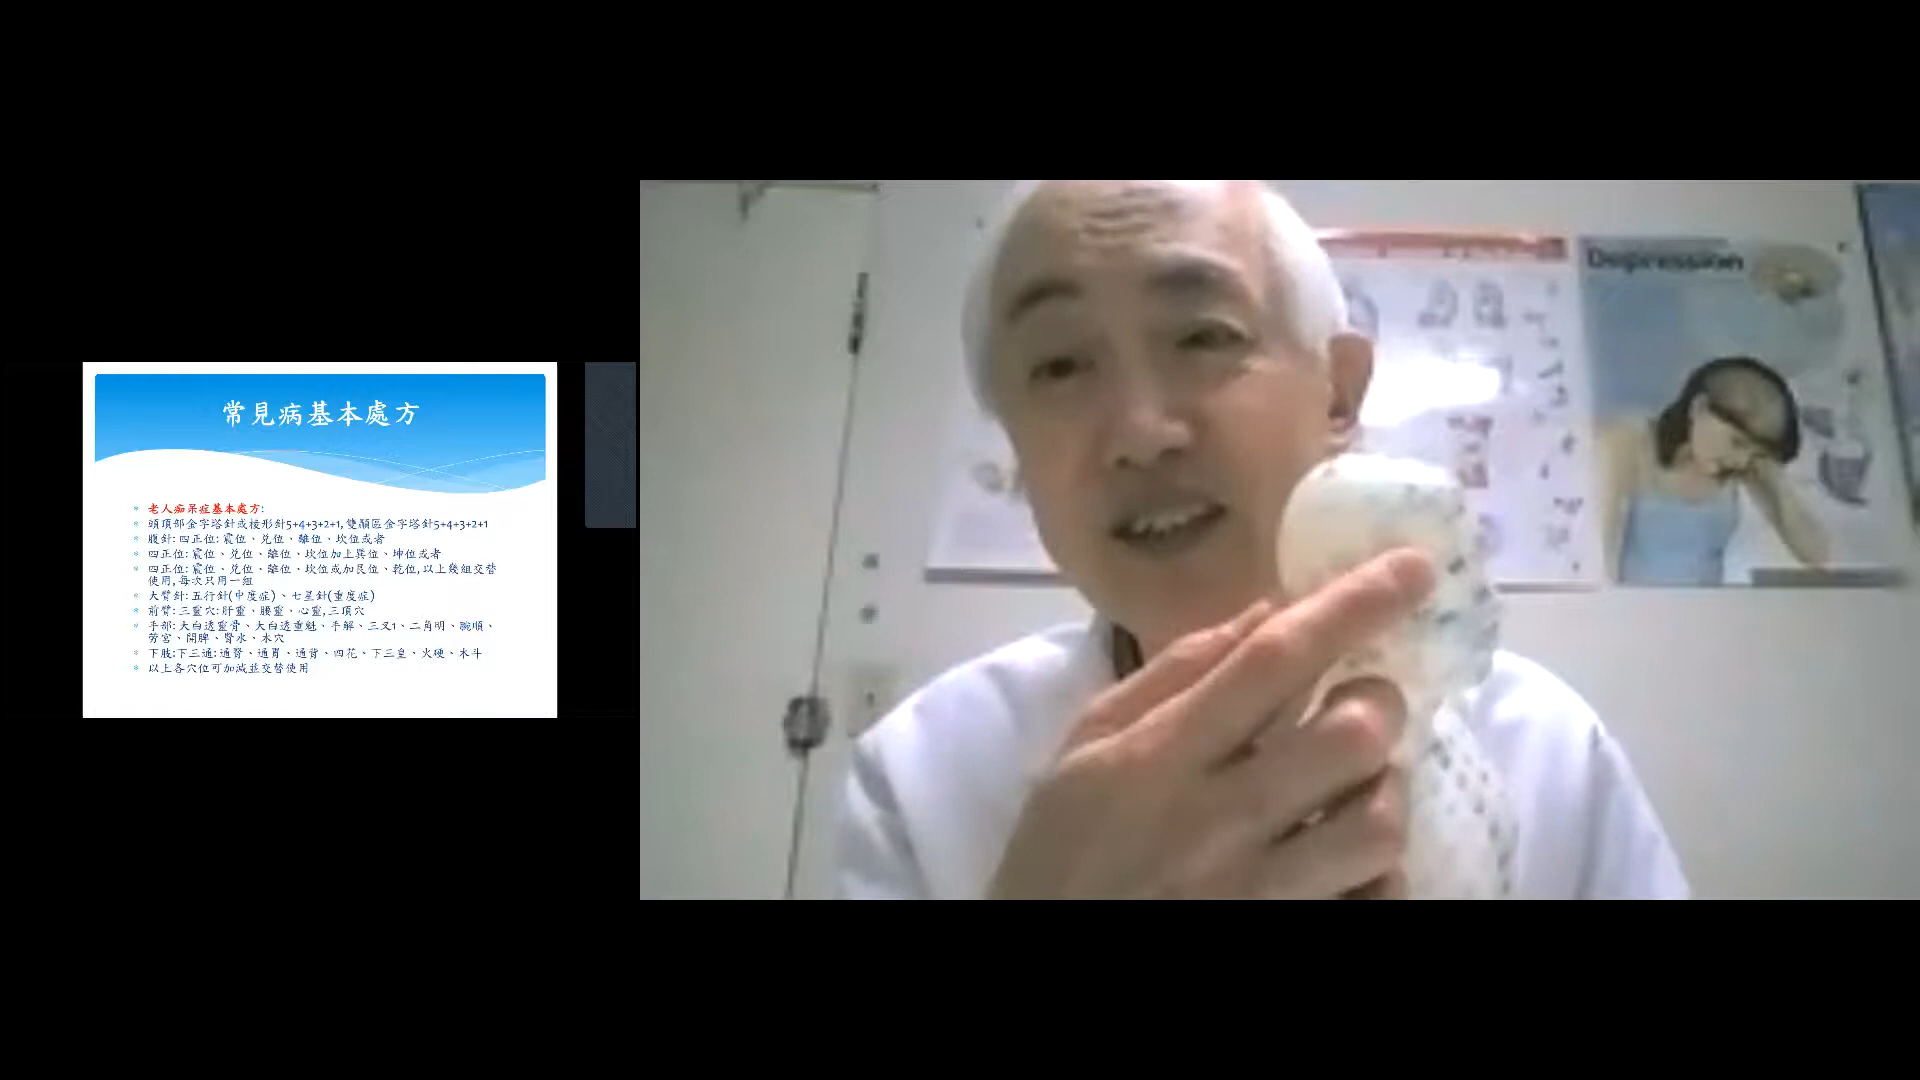 常見病基本處方
老人痴呆症基本處方:
頭頂部金字塔針或棱形針5+4+3+2+1,雙顳區金字塔針5+4+3+2+1
腹針:四正位:震位、兌位、離位、坎位或者
四正位:震位、兌位、離位、坎位加上巽位、坤位或者
四正位:震位、兌位、離位、坎位或加艮位、乾位,以上幾組交替
使用,每次只用一組
大臂針:五行針(中度症)、七星針(重度症)
前臂:三靈穴:肝靈、腰靈、心靈,三頂穴
手部:大白透靈骨、大白透重魁、手解、三叉1、二角明、腕順、
勞宮、開脾、腎水、木穴
下肢:下三通:通腎、通胃、通背、四花、下三皇、火硬、木斗
以上各穴位可加減並交替使用
Depression